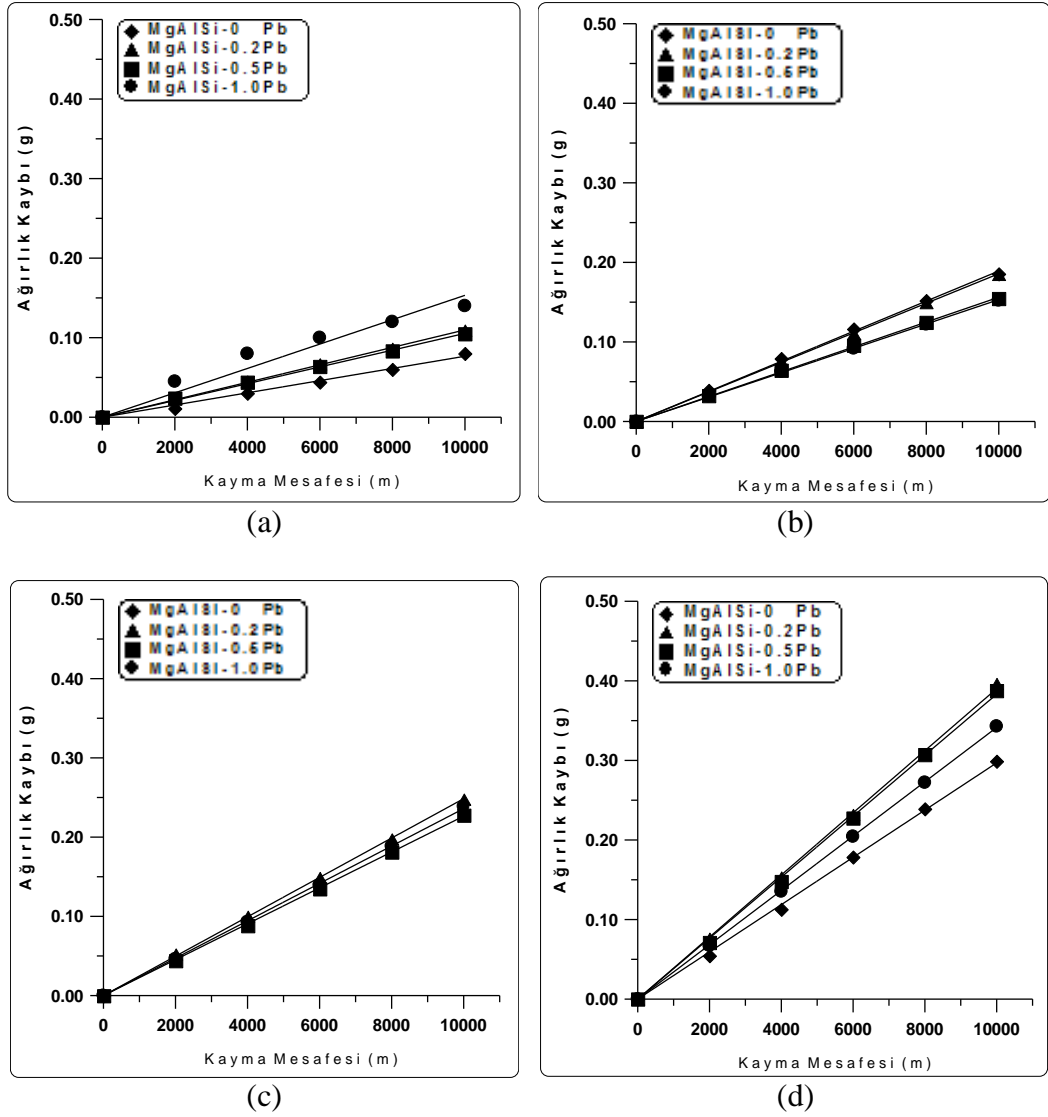 0.50
0.40
0.30
0.20
0.10
0.00
Ağırlık Kaybı (g)
MgAlSi-0 Pb
MgAlSi-0.2Pb
MgAlSi-0.5Pb
MgAlSi-1.0Pb
0 2000 4000 6000 8000 10000
Kayma Mesafesi (m)
(a)
0.50
0.40
0.30
0.20
0.10
0.00
Ağırlık Kaybı (g)
MgAlSI-0 Pb
MgAlSI-0.2Pb
MgAlSI-0.5Pb
MgAlSI-1.0Pb
0 2000 4000 6000 8000 10000
Kayma Mesafesi (m)
(b)
0.50
0.40
0.30
0.20
0.10
0.00
Ağırlık Kaybı (g)
MgAlSI-0 Pb
MgAlSI-0.2Pb
MgAlSI-0.5Pb
MgAlSI-1.0Pb
0 2000 4000 6000 8000 10000
Kayma Mesafesi (m)
(c)
0.50
0.40
0.30
0.20
0.10
0.00
Ağırlık Kaybı (g)
MgAlSi-0 Pb
MgAlSi-0.2Pb
MgAlSi-0.5Pb
MgAlSi-1.0Pb
0 2000 4000 6000 8000 10000
Kayma Mesafesi (m)
(d)